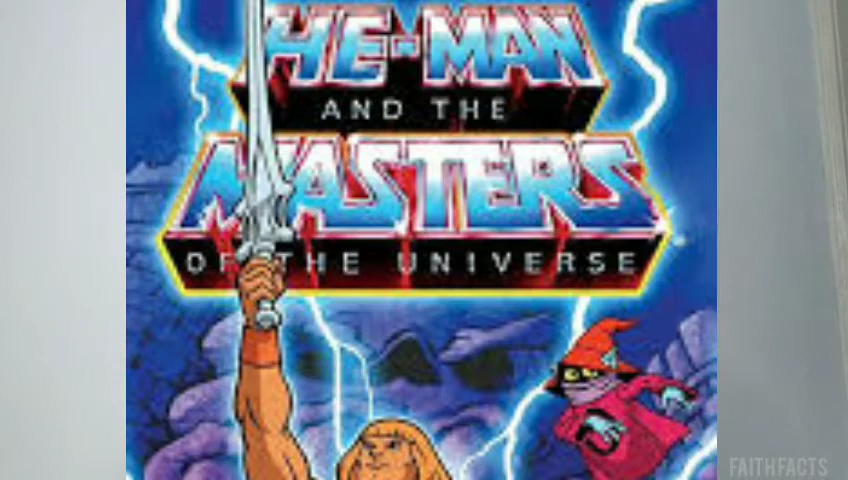 HE-MAN
AND THE
MASTERS
OF THE UNIVERSE
FAITHFACTS